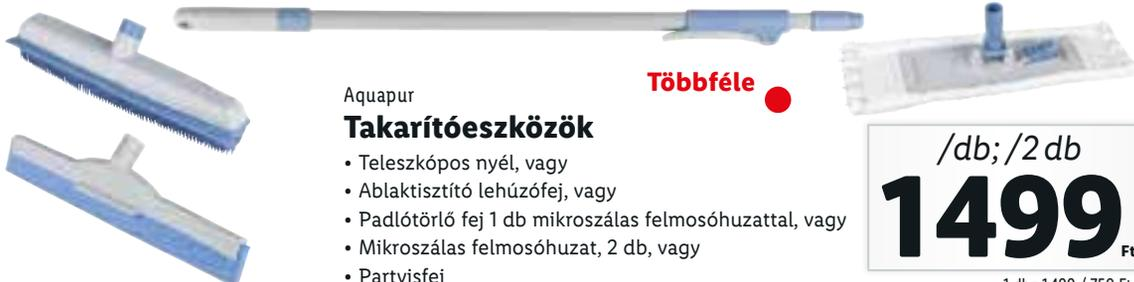 Többféle
Aquapur
Takarítóeszközök
• Teleszkópos nyél, vagy
• Ablaktisztító lehúzófej, vagy
• Padlótörlő fej 1 db mikroszálas felmosóhuzattal, vagy
• Mikroszálas felmosóhuzat, 2 db, vagy
• Partvisfej
/db; /2 db
1499
Ft